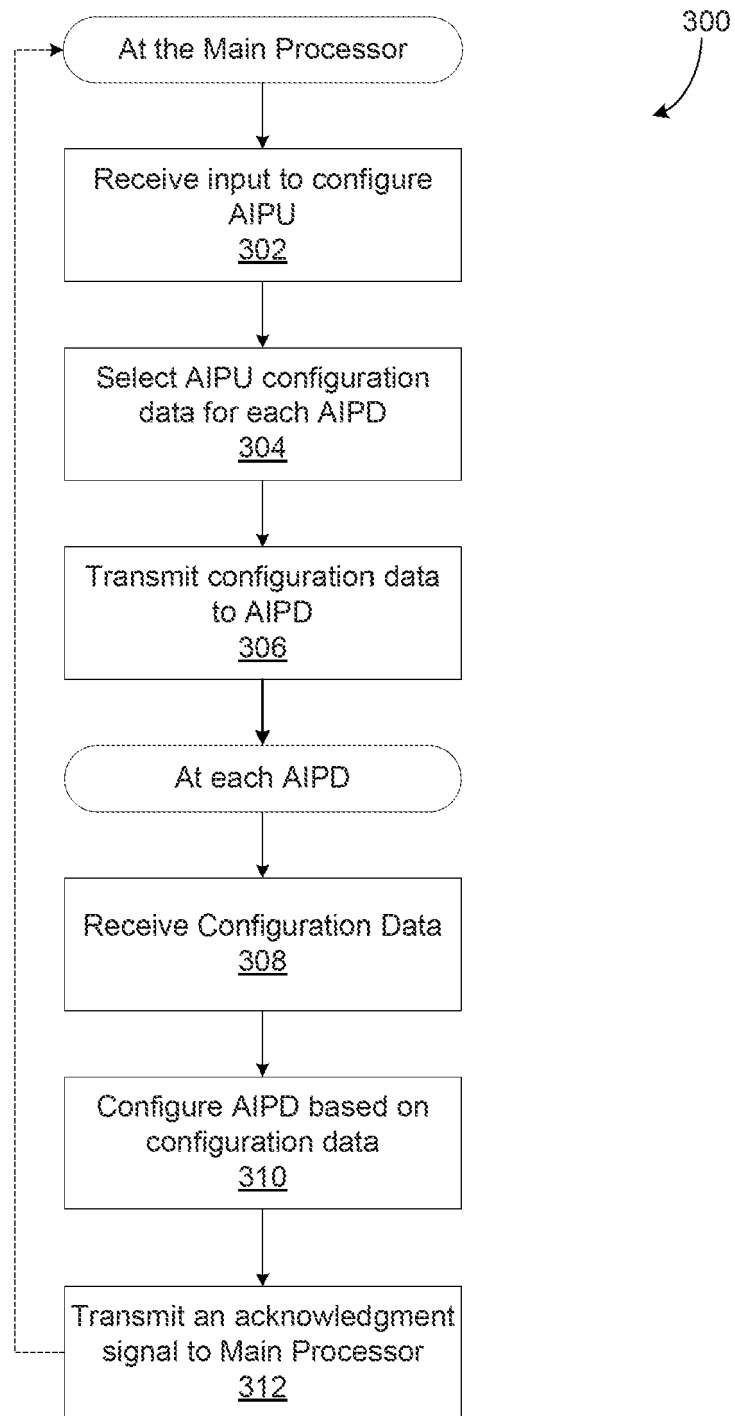 300
At the Main Processor
Receive input to configure
AIPU
302
Select AIPU configuration
data for each AIPD
304
Transmit configuration data
to AIPD
306
At each AIPD
Receive Configuration Data
308
Configure AIPD based on
configuration data
310
Transmit an acknowledgment
signal to Main Processor
312